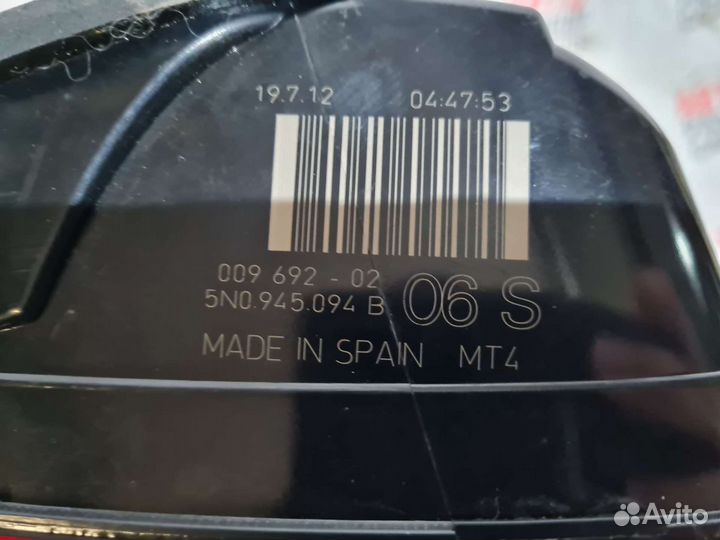 19.7.12 04:47:53
009 692 - 02
5N0.945.094 B 06 S
MADE IN SPAIN MT4
Avito